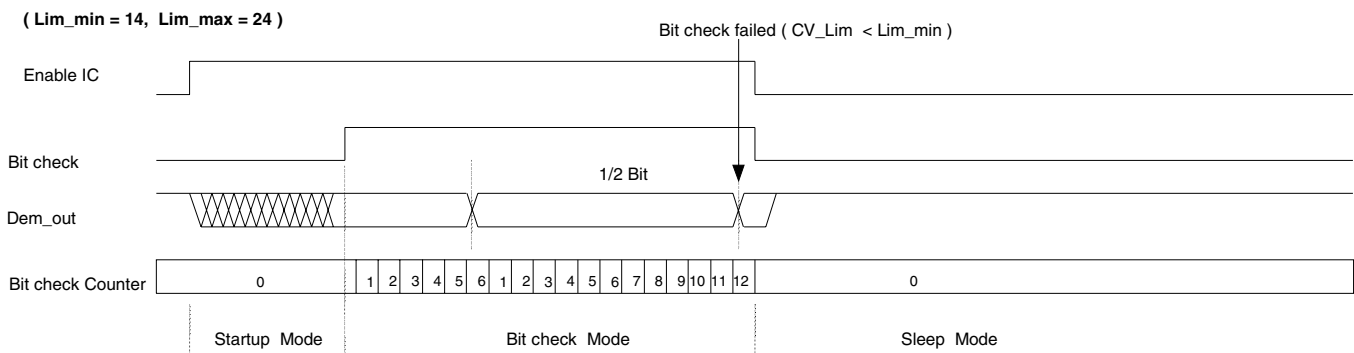 ( Lim_min = 14, Lim_max = 24 )
Bit check failed ( CV_Lim < Lim_min )
Enable IC
Bit check
1/2 Bit
Dem_out
Bit check Counter 0 1 2 3 4 5 6 1 2 3 4 5 6 7 8 9 10 11 12 0
Startup Mode Bit check Mode Sleep Mode